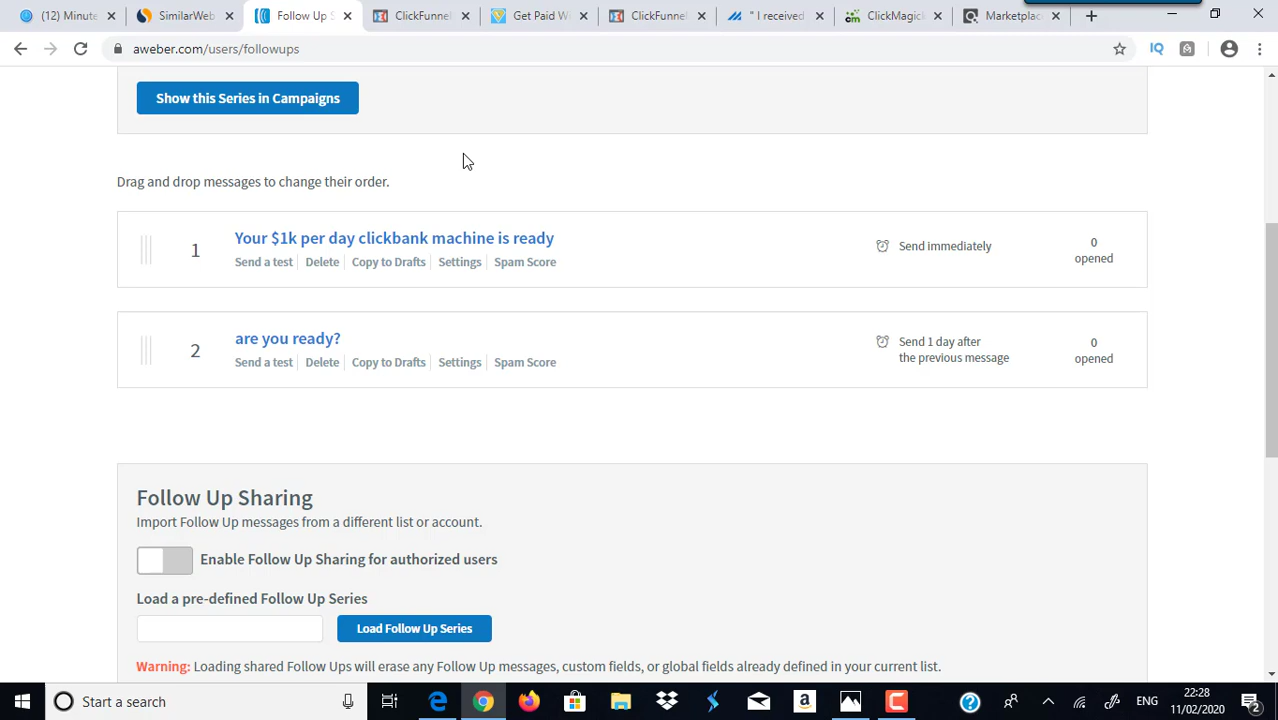 (12) Minute
SimilarWeb
Follow Up S
ClickFunnel
Get Paid Wi
ClickFunnel
" I received
cm
ClickMagick
Marketplac
aweber.com/users/followups
IQ
Show this Series in Campaigns
Drag and drop messages to change their order.
1
Your $1k per day clickbank machine is ready
Send a test
Delete
Copy to Drafts
Settings
Spam Score
Send immediately
0
opened
2
are you ready?
Send a test
Delete
Copy to Drafts
Settings
Spam Score
Send 1 day after
the previous message
0
opened
Follow Up Sharing
Import Follow Up messages from a different list or account.
Enable Follow Up Sharing for authorized users
Load a pre-defined Follow Up Series
Load Follow Up Series
Warning: Loading shared Follow Ups will erase any Follow Up messages, custom fields, or global fields already defined in your current list.
Start a search
ENG
22:28
11/02/2020
2